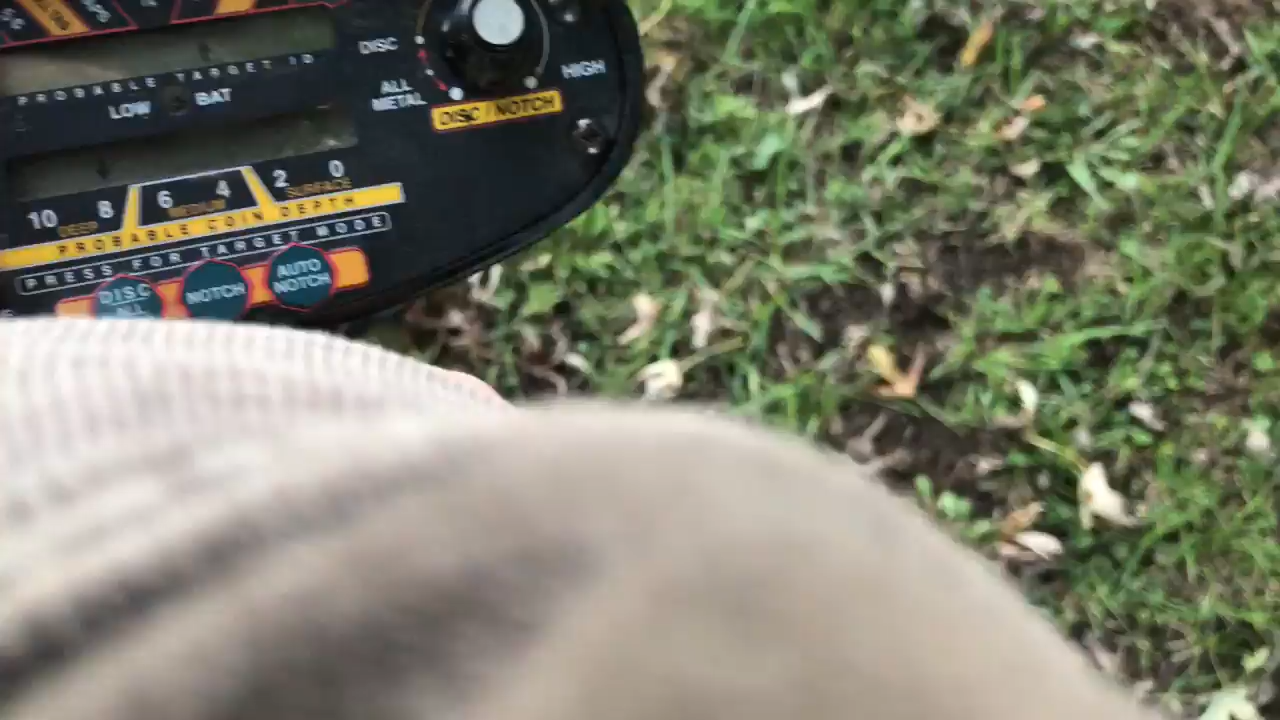 DISC
ALL
METAL
HIGH
DISC / NOTCH
PROBABLE TARGET ID
LOW BAT
10 8 6 4 2 0
DEEP MEDIUM SURFACE
PROBABLE COIN DEPTH
PRESS FOR TARGET MODE
DISC
ALL
NOTCH
AUTO
NOTCH